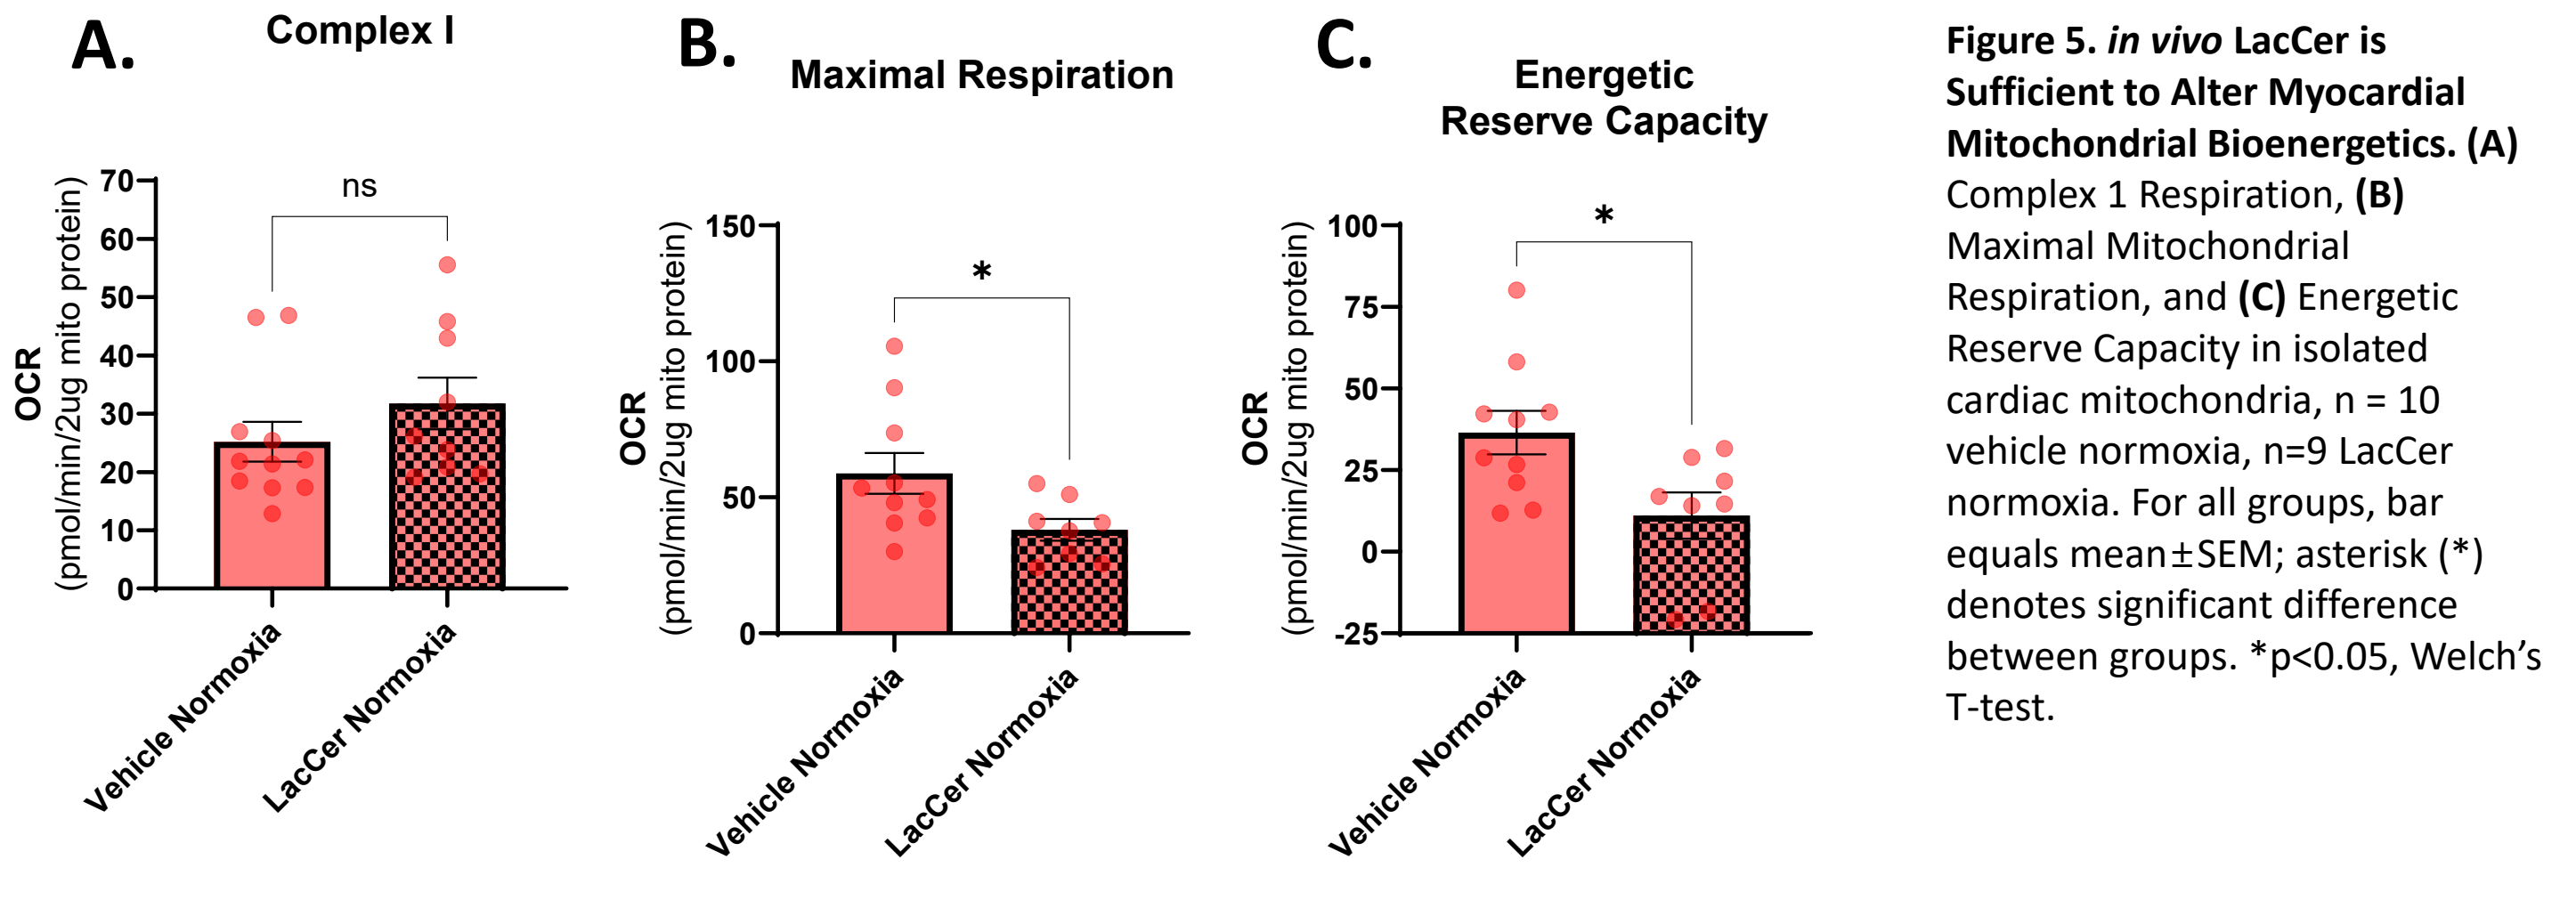 A.
Complex I
OCR
(pmol/min/2ug mito protein)
70
60
50
40
30
20
10
0
ns
Vehicle Normoxia
LacCer Normoxia
B.
Maximal Respiration
OCR
(pmol/min/2ug mito protein)
150
100
50
0
*
Vehicle Normoxia
LacCer Normoxia
C.
Energetic
Reserve Capacity
OCR
(pmol/min/2ug mito protein)
100
75
50
25
0
-25
*
Vehicle Normoxia
LacCer Normoxia
Figure 5. in vivo LacCer is
Sufficient to Alter Myocardial
Mitochondrial Bioenergetics. (A)
Complex 1 Respiration, (B)
Maximal Mitochondrial
Respiration, and (C) Energetic
Reserve Capacity in isolated
cardiac mitochondria, n = 10
vehicle normoxia, n=9 LacCer
normoxia. For all groups, bar
equals mean±SEM; asterisk (*)
denotes significant difference
between groups. *p<0.05, Welch’s
T-test.